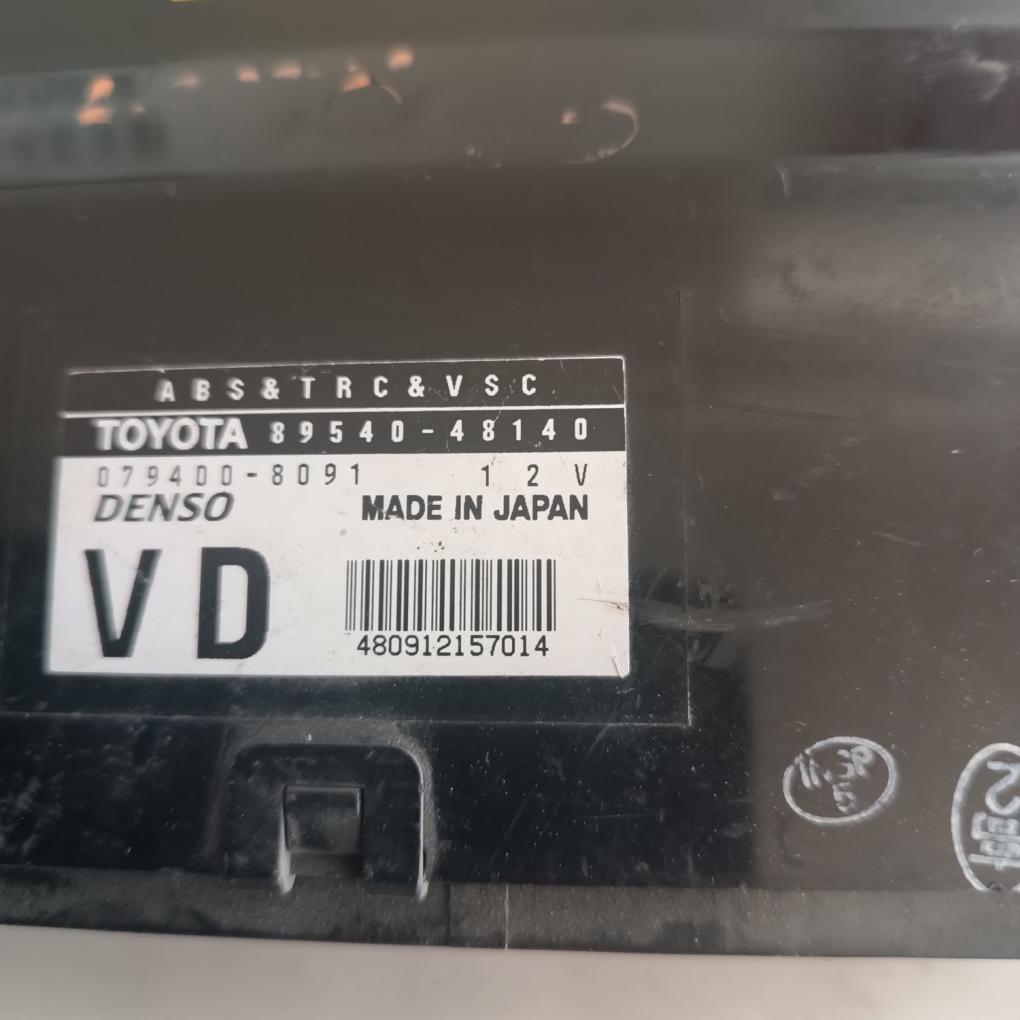 ABS&TRC&VSC
TOYOTA 89540-48140
079400-8091 12V
DENSO MADE IN JAPAN
VD
480912157014